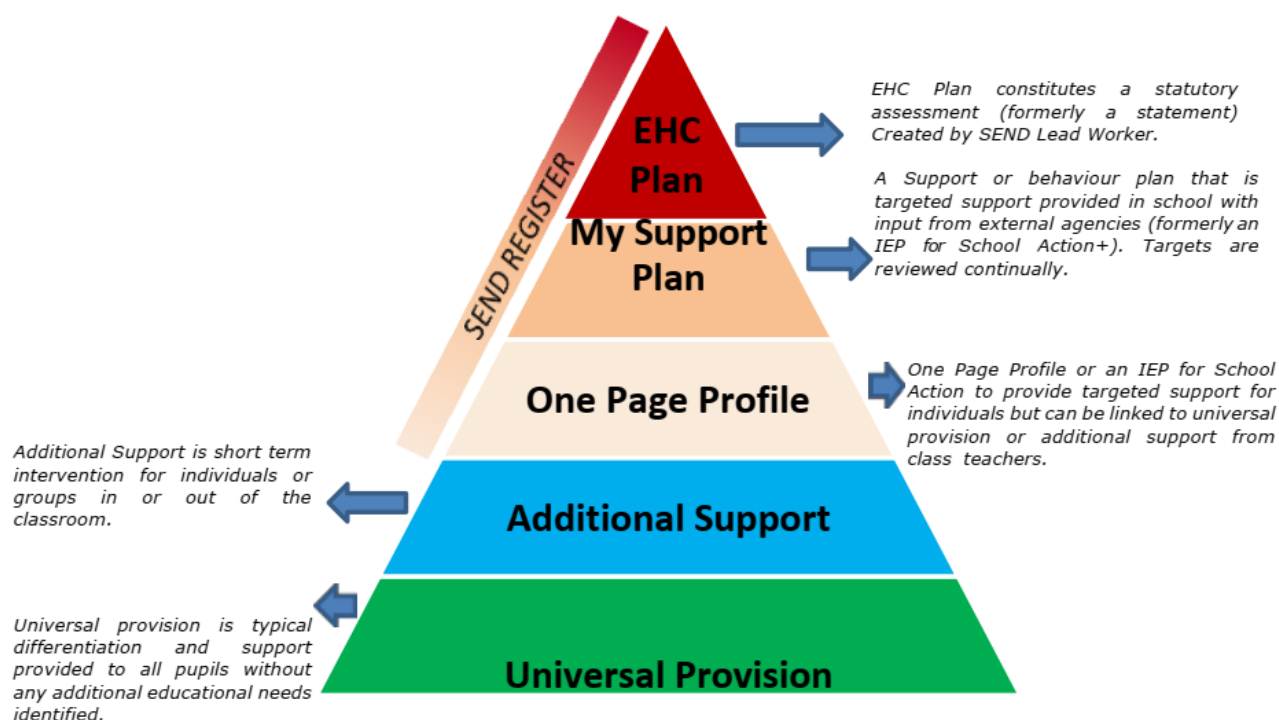 EHC
Plan
EHC Plan constitutes a statutory
assessment (formerly a statement)
Created by SEND Lead Worker.
SEND REGISTER
My Support
Plan
A Support or behaviour plan that is
targeted support provided in school with
input from external agencies (formerly an
IEP for School Action+). Targets are
reviewed continually.
One Page Profile
One Page Profile or an IEP for School
Action to provide targeted support for
individuals but can be linked to universal
provision or additional support from
class teachers.
Additional Support is short term
intervention for individuals or
groups in or out of the
classroom.
Additional Support
Universal provision is typical
differentiation and support
provided to all pupils without
any additional educational needs
identified.
Universal Provision